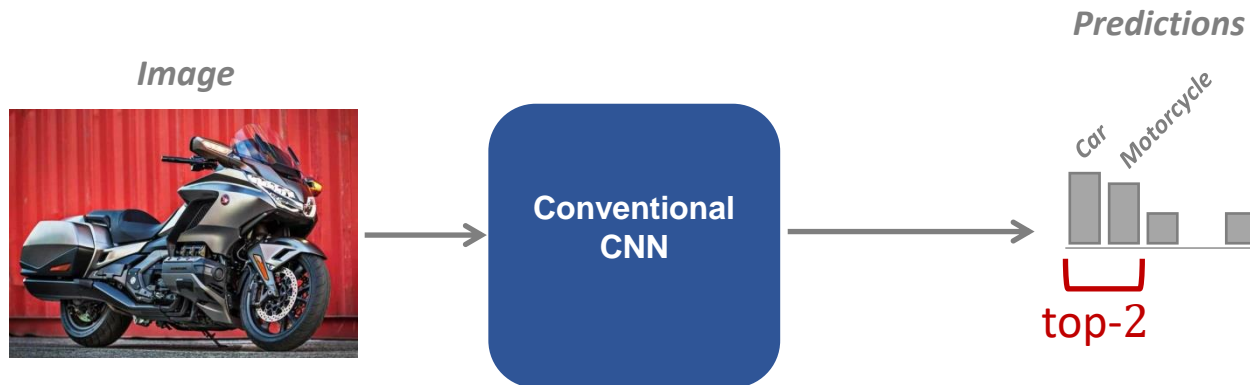 Predictions
Image
Car
Motorcycle
Conventional
CNN
top-2